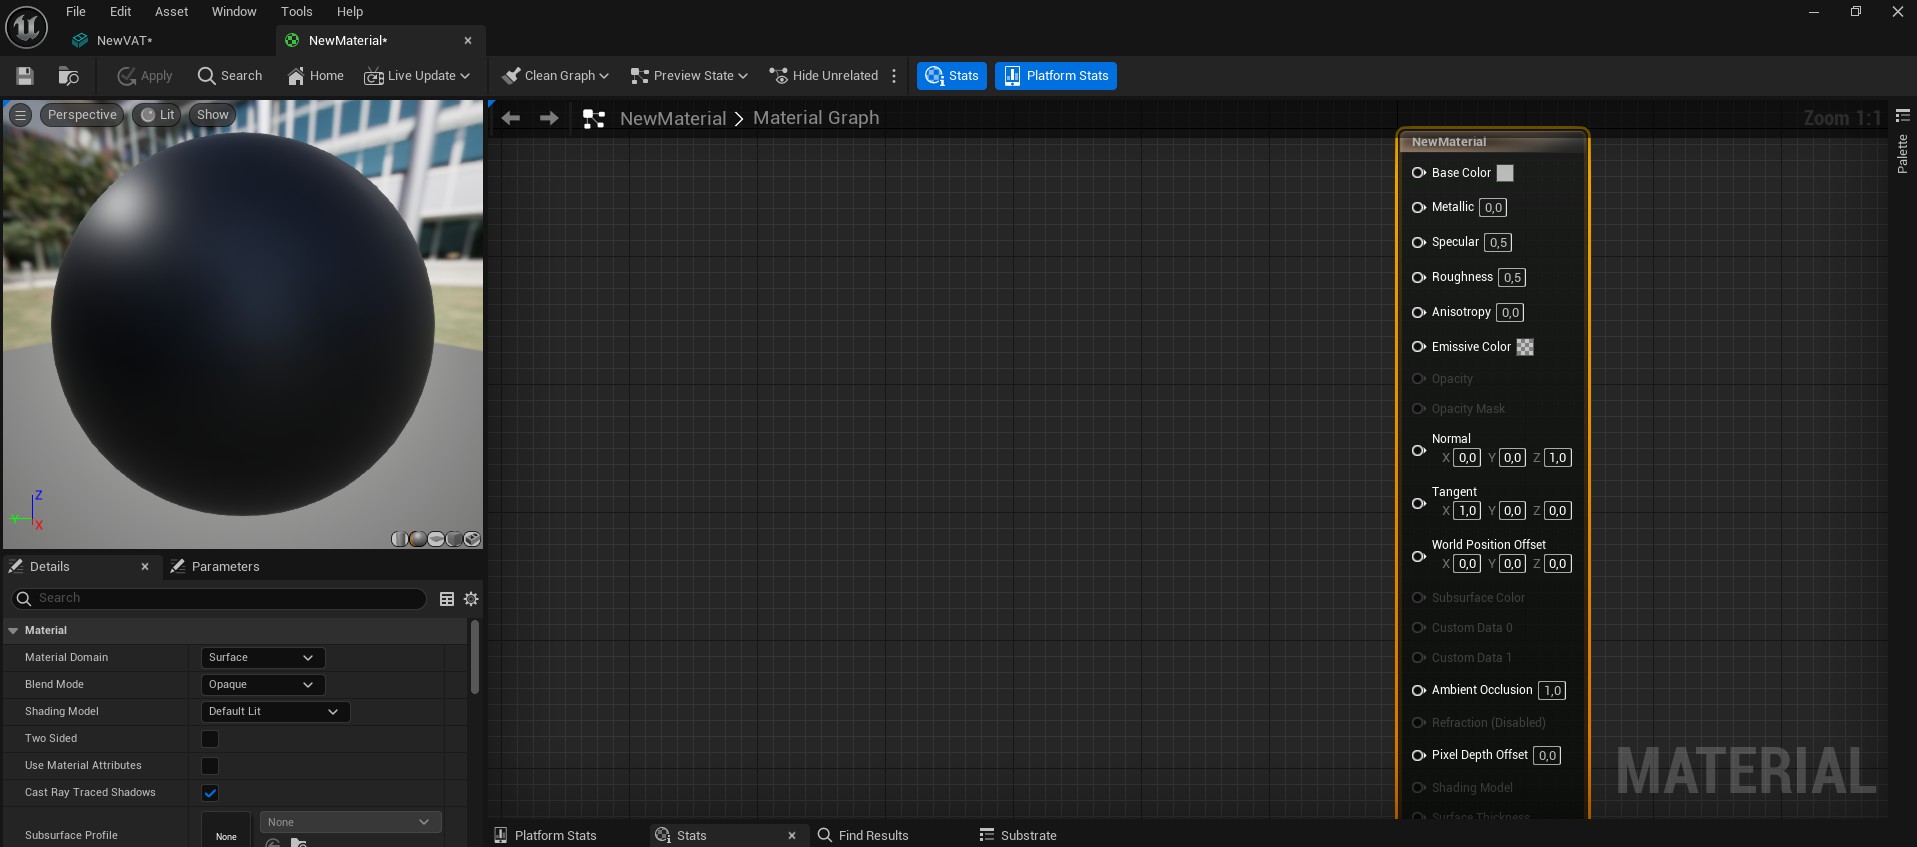 File Edit Asset Window Tools Help
NewVAT*
NewMaterial*
Apply Search Home Live Update Clean Graph Preview State Hide Unrelated Stats Platform Stats
Perspective Lit Show
NewMaterial > Material Graph
Zoom 1:1
Palette
NewMaterial
Base Color
Metallic 0,0
Specular 0,5
Roughness 0,5
Anisotropy 0,0
Emissive Color
Opacity
Opacity Mask
Normal
X 0,0 Y 0,0 Z 1,0
Tangent
X 1,0 Y 0,0 Z 0,0
World Position Offset
X 0,0 Y 0,0 Z 0,0
Subsurface Color
Custom Data 0
Custom Data 1
Ambient Occlusion 1,0
Refraction (Disabled)
Pixel Depth Offset 0,0
Shading Model
Surface Thickness
MATERIAL
Z
Y
X
Details
Parameters
Search
Material
Material Domain Surface
Blend Mode Opaque
Shading Model Default Lit
Two Sided
Use Material Attributes
Cast Ray Traced Shadows
Subsurface Profile None None
Platform Stats Stats Find Results Substrate